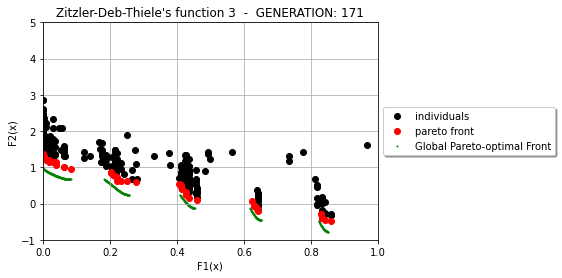 Zitzler-Deb-Thiele's function 3 - GENERATION: 171
5
4
3
2
1
0
−1
F2(x)
0.0 0.2 0.4 0.6 0.8 1.0
F1(x)
individuals
pareto front
Global Pareto-optimal Front